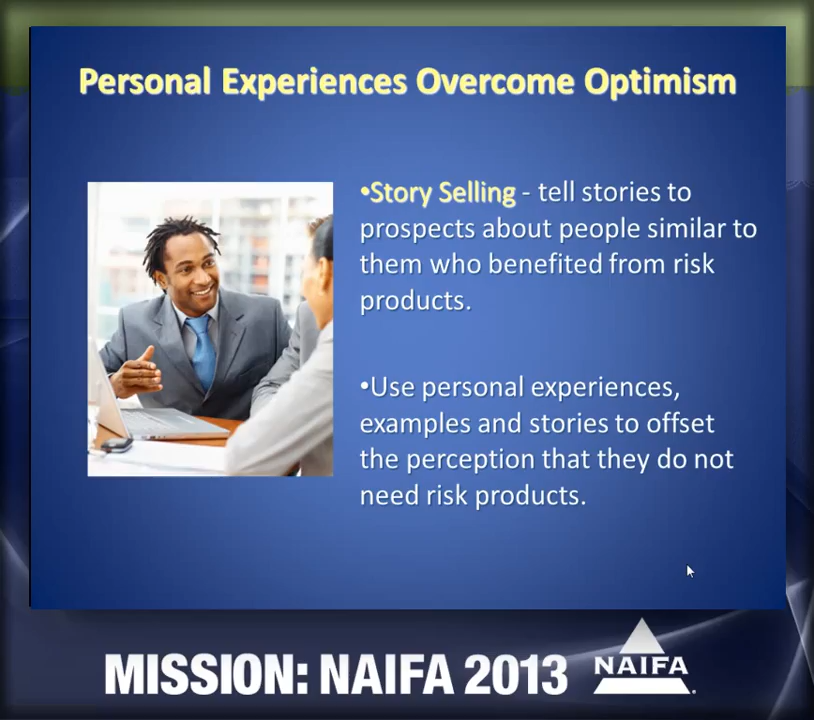 Personal Experiences Overcome Optimism
•Story Selling - tell stories to
prospects about people similar to
them who benefited from risk
products.
•Use personal experiences,
examples and stories to offset
the perception that they do not
need risk products.
MISSION: NAIFA 2013
NAIFA